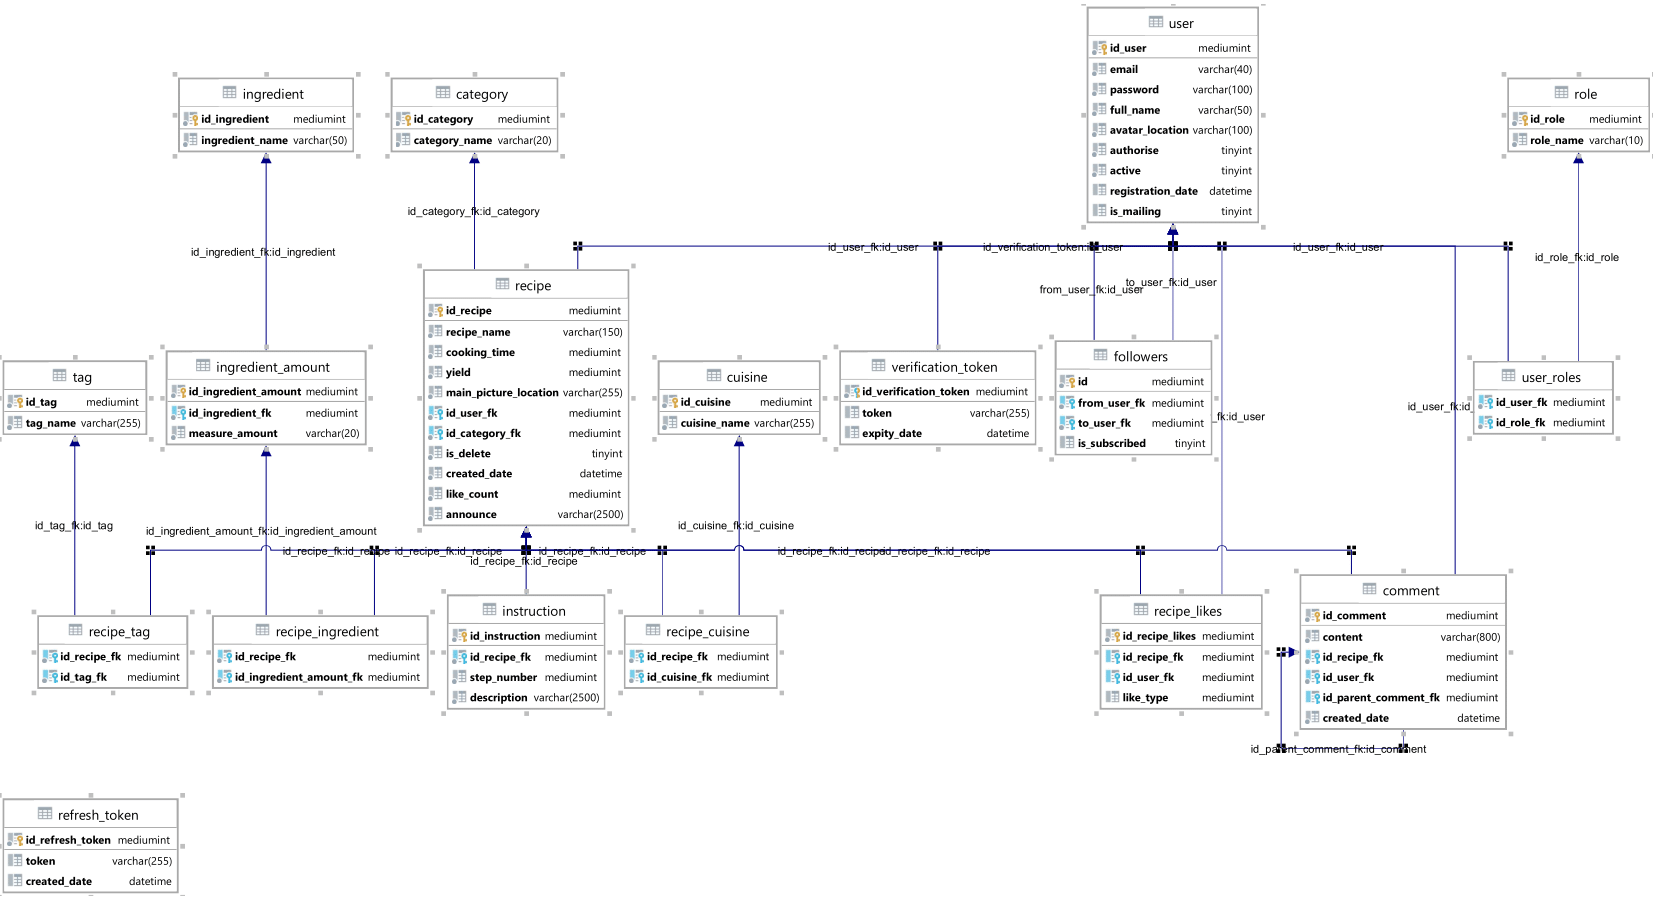 user
id_user mediumint
email varchar(40)
password varchar(100)
full_name varchar(50)
avatar_location varchar(100)
authorise tinyint
active tinyint
registration_date datetime
is_mailing tinyint
ingredient
id_ingredient mediumint
ingredient_name varchar(50)
category
id_category mediumint
category_name varchar(20)
role
id_role mediumint
role_name varchar(10)
id_category_fk:id_category
id_ingredient_fk:id_ingredient
id_user_fk:id_user
id_verification_token:id_user
id_user_fk:id_user
id_role_fk:id_role
from_user_fk:id_user
to_user_fk:id_user
recipe
id_recipe mediumint
recipe_name varchar(150)
cooking_time mediumint
yield mediumint
main_picture_location varchar(255)
id_user_fk mediumint
id_category_fk mediumint
is_delete tinyint
created_date datetime
like_count mediumint
announce varchar(2500)
tag
id_tag mediumint
tag_name varchar(255)
ingredient_amount
id_ingredient_amount mediumint
id_ingredient_fk mediumint
measure_amount varchar(20)
cuisine
id_cuisine mediumint
cuisine_name varchar(255)
verification_token
id_verification_token mediumint
token varchar(255)
expity_date datetime
followers
id mediumint
from_user_fk mediumint
to_user_fk mediumint
is_subscribed tinyint
_fk:id_user
id_user_fk:id_
user_roles
id_user_fk mediumint
id_role_fk mediumint
id_tag_fk:id_tag
id_ingredient_amount_fk:id_ingredient_amount
id_cuisine_fk:id_cuisine
id_recipe_fk:id_recipe
id_recipe_fk:id_recipe
id_recipe_fk:id_recipe
id_recipe_fk:id_recipe
id_recipe_fk:id_recipe
id_recipe_fk:id_recipe
recipe_tag
id_recipe_fk mediumint
id_tag_fk mediumint
recipe_ingredient
id_recipe_fk mediumint
id_ingredient_amount_fk mediumint
instruction
id_instruction mediumint
id_recipe_fk mediumint
step_number mediumint
description varchar(2500)
recipe_cuisine
id_recipe_fk mediumint
id_cuisine_fk mediumint
recipe_likes
id_recipe_likes mediumint
id_recipe_fk mediumint
id_user_fk mediumint
like_type mediumint
comment
id_comment mediumint
content varchar(800)
id_recipe_fk mediumint
id_user_fk mediumint
id_parent_comment_fk mediumint
created_date datetime
id_parent_comment_fk:id_comment
refresh_token
id_refresh_token mediumint
token varchar(255)
created_date datetime